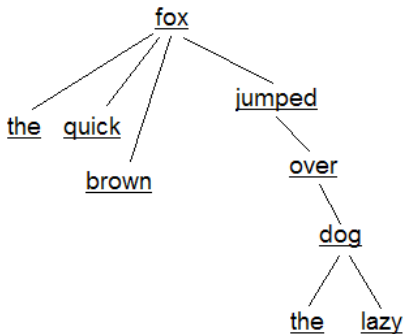 fox
jumped
the quick
brown
over
dog
the lazy